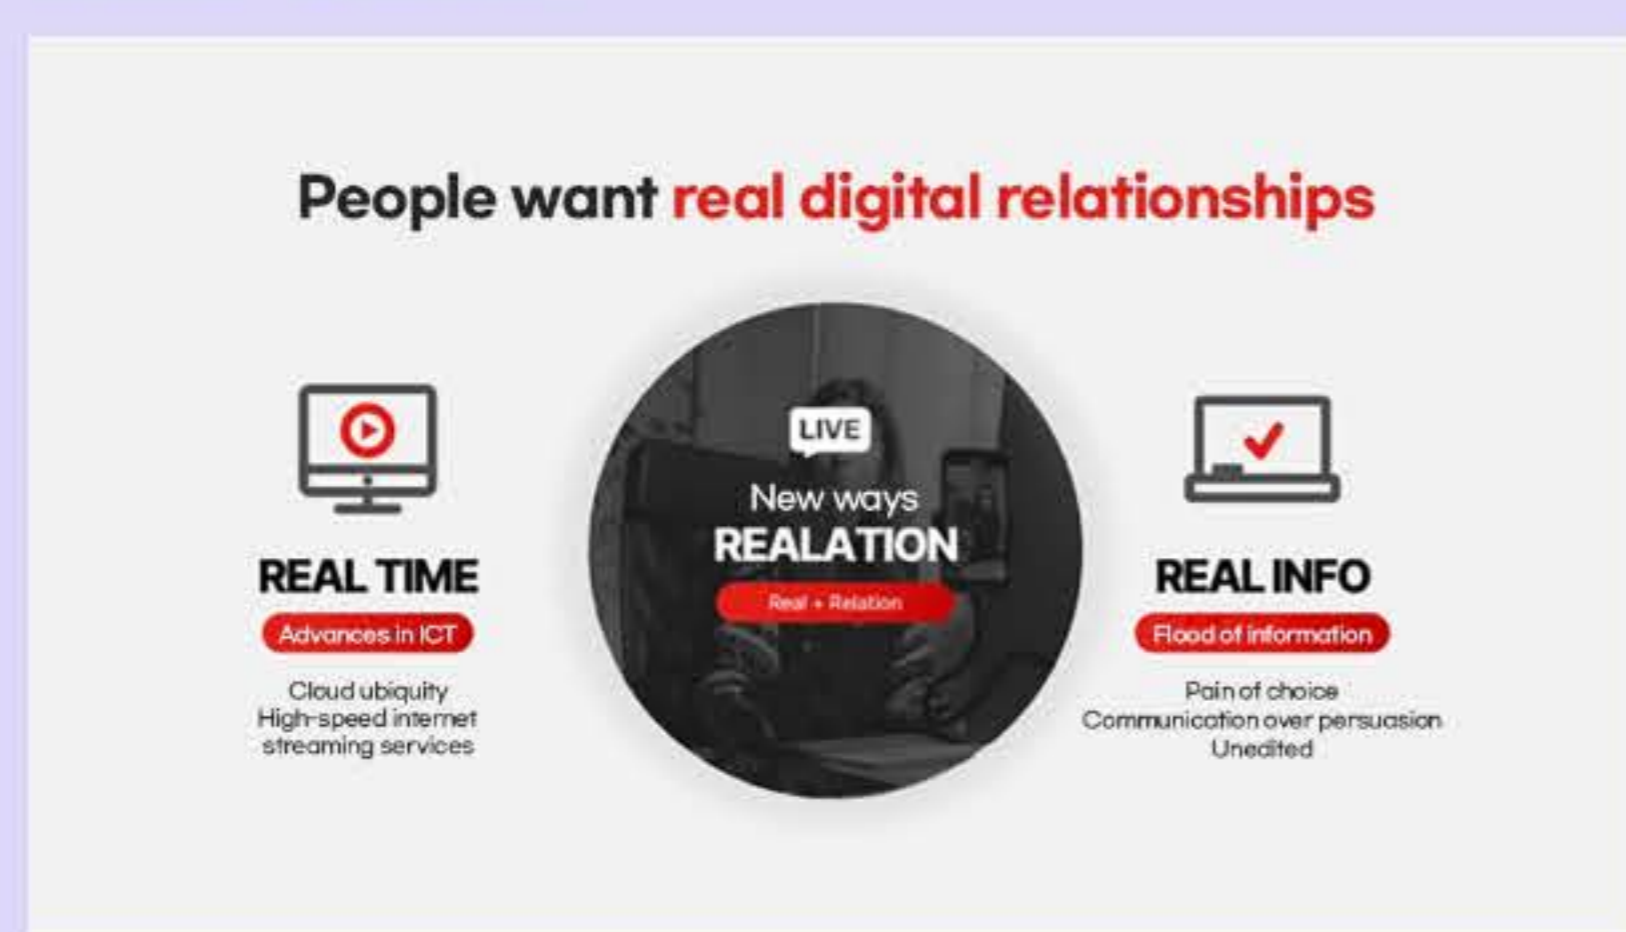 People want real digital relationships
LIVE
New ways
REALATION
Real + Relation
REAL TIME
Advances in ICT
Cloud ubiquity
High-speed internet
streaming services
REAL INFO
Flood of information
Pain of choice
Communication over persuasion
Unedited